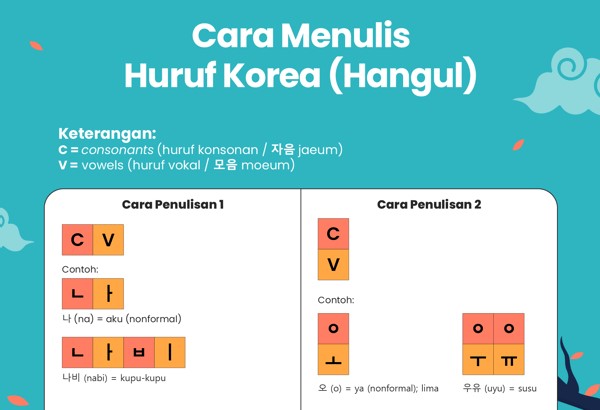 Cara Menulis
Huruf Korea (Hangul)
Keterangan:
C = consonants (huruf konsonan / 자음 jaeum)
V = vowels (huruf vokal / 모음 moeum)
Cara Penulisan 1
C V
Contoh:
ㄴ ㅏ
나 (na) = aku (nonformal)
ㄴ ㅏ ㅂ ㅣ
나비 (nabi) = kupu-kupu
Cara Penulisan 2
C
V
Contoh:
ㅇ
ㅗ
오 (o) = ya (nonformal); lima
ㅇ ㅇ
ㅜ ㅠ
우유 (uyu) = susu